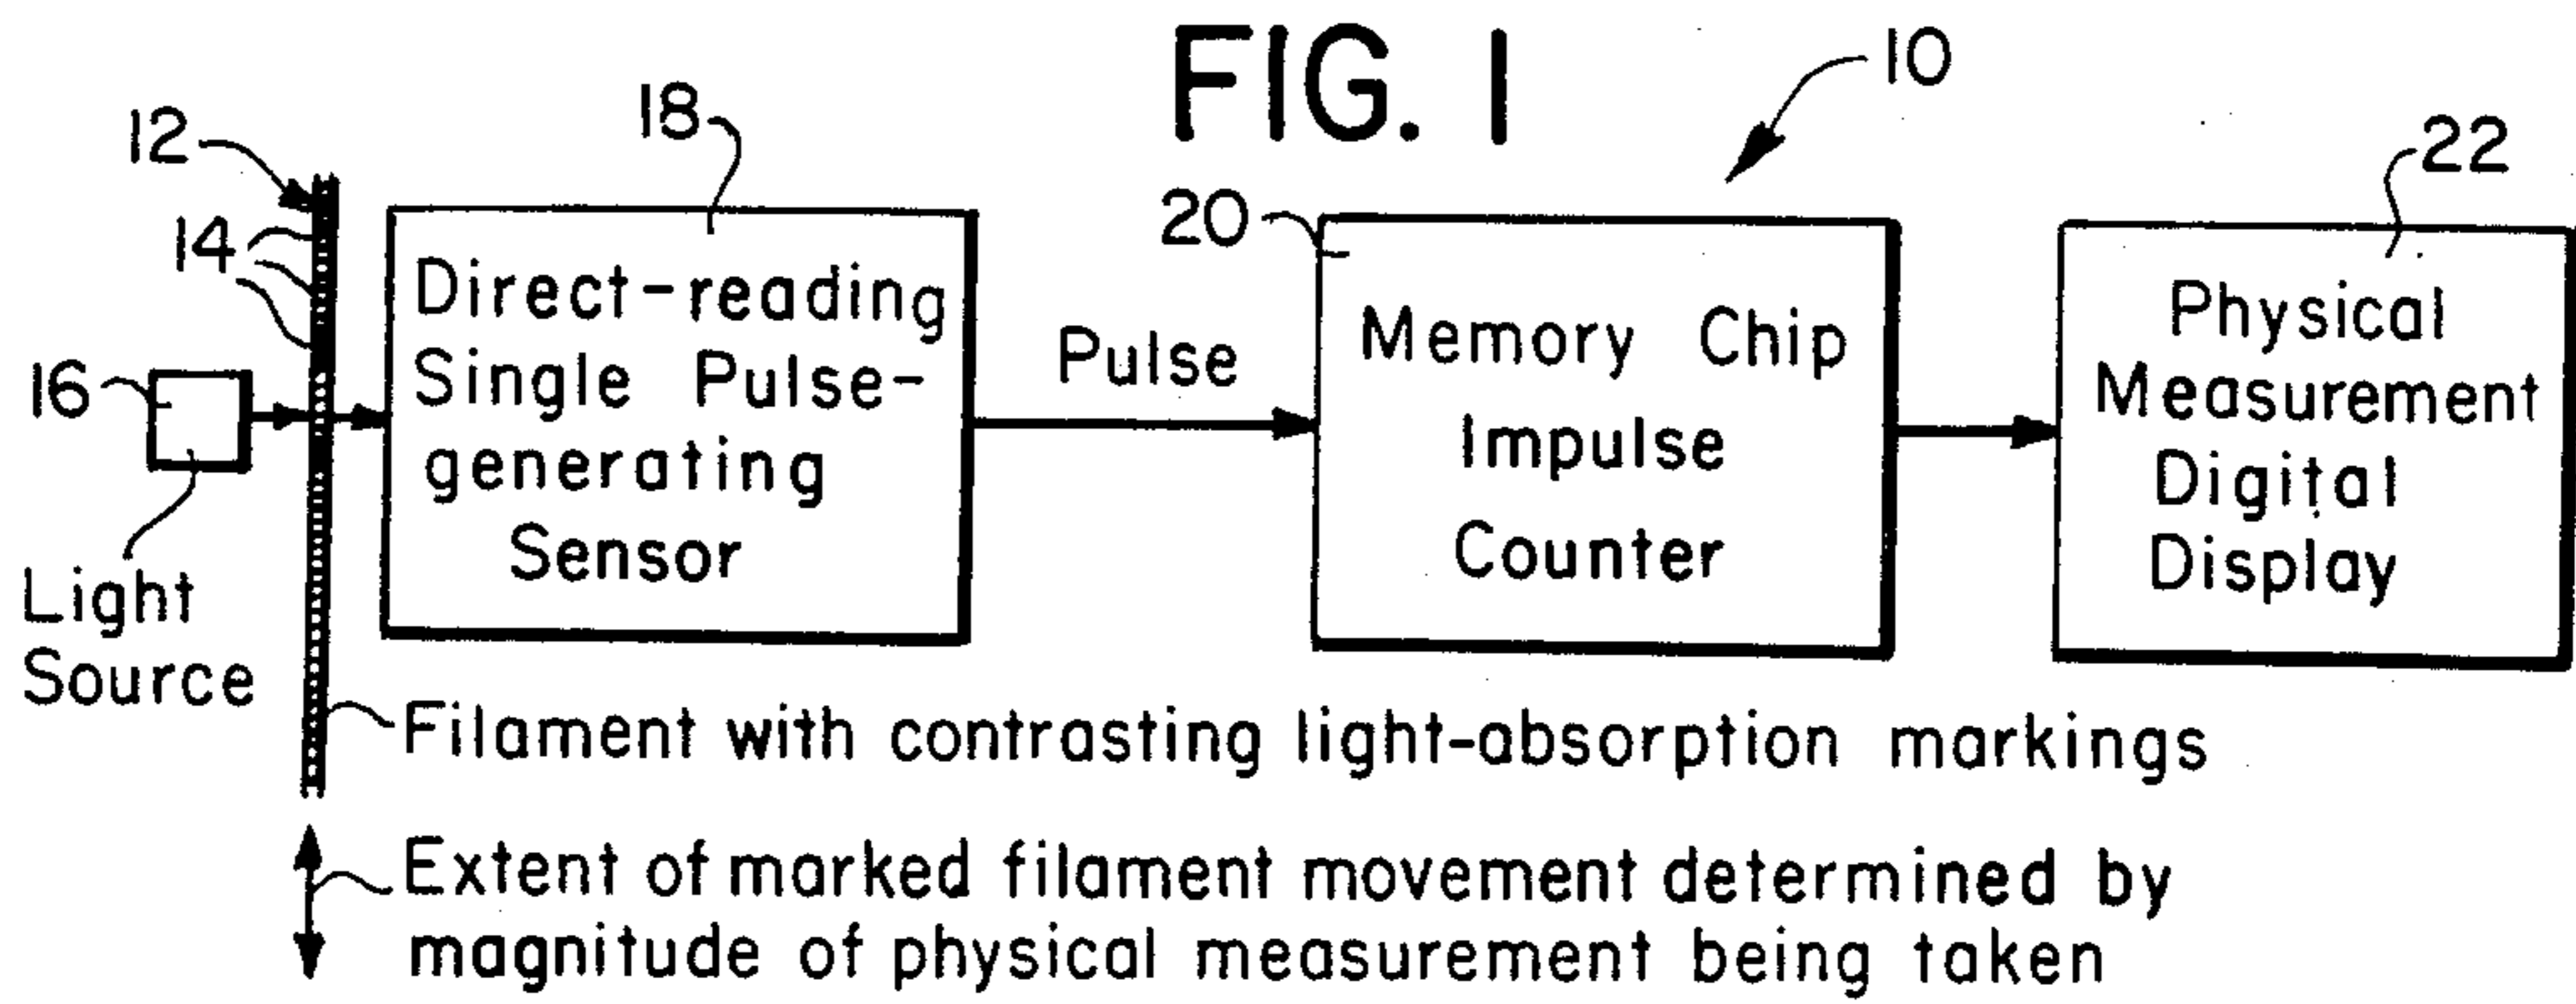 FIG. 1
10
12
18
14
20
22
16
Direct-reading
Single Pulse-
generating
Sensor
Pulse
Memory Chip
Impulse
Counter
Physical
Measurement
Digital
Display
Light
Source
Filament with contrasting light-absorption markings
Extent of marked filament movement determined by
magnitude of physical measurement being taken